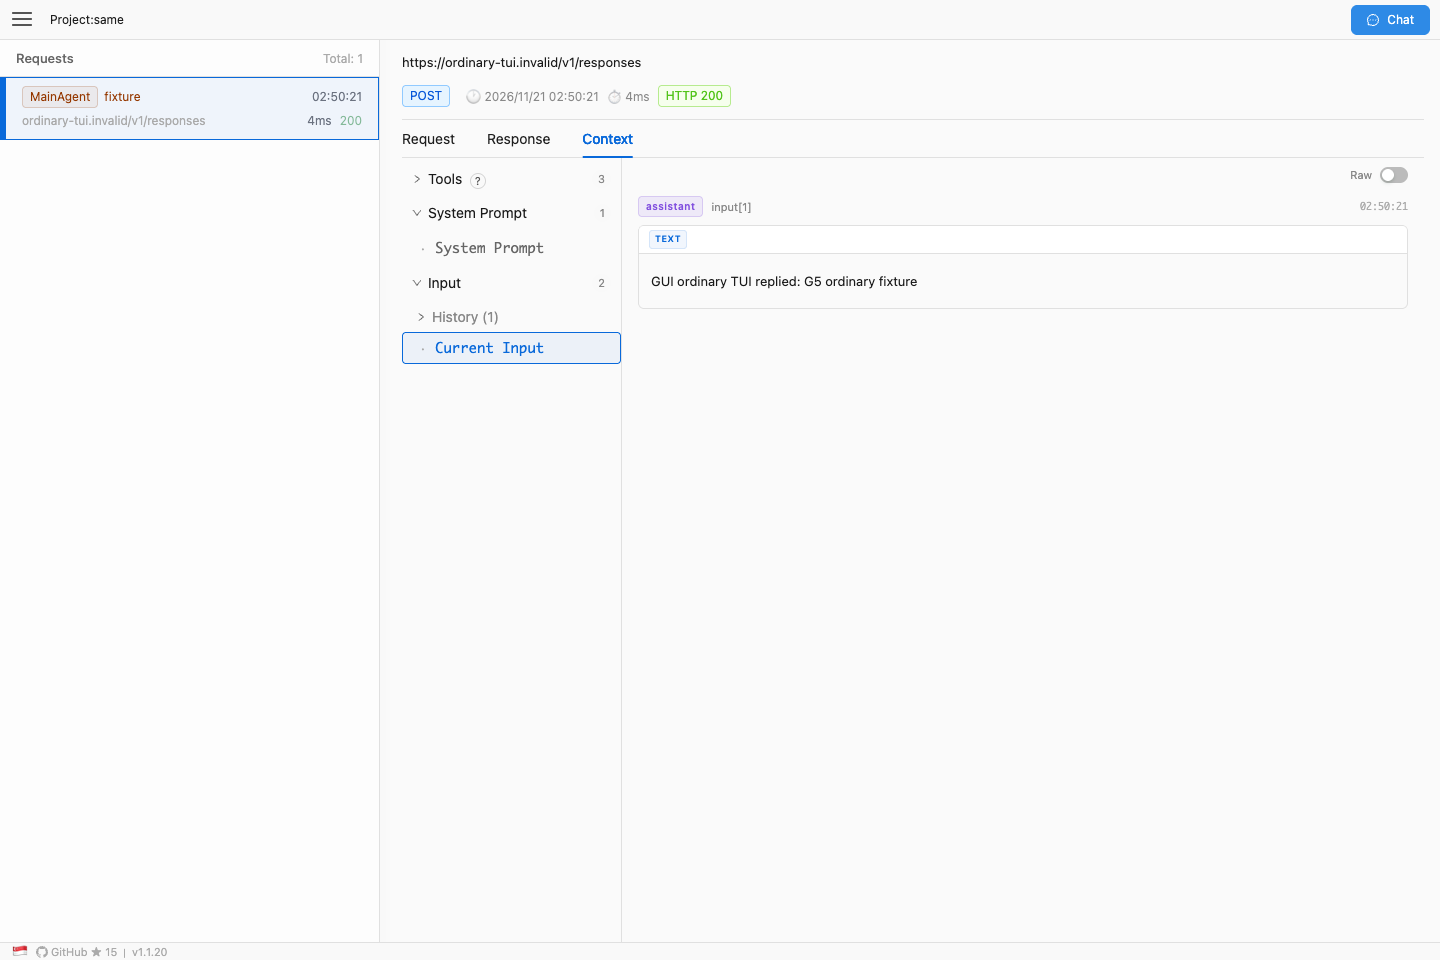 Project:same
Chat
Requests
Total: 1
MainAgent fixture 02:50:21
ordinary-tui.invalid/v1/responses 4ms 200
https://ordinary-tui.invalid/v1/responses
POST 2026/11/21 02:50:21 4ms HTTP 200
Request Response Context
Tools ? 3
System Prompt 1
· System Prompt
Input 2
History (1)
· Current Input
Raw
assistant input[1] 02:50:21
TEXT
GUI ordinary TUI replied: G5 ordinary fixture
GitHub ★ 15 | v1.1.20